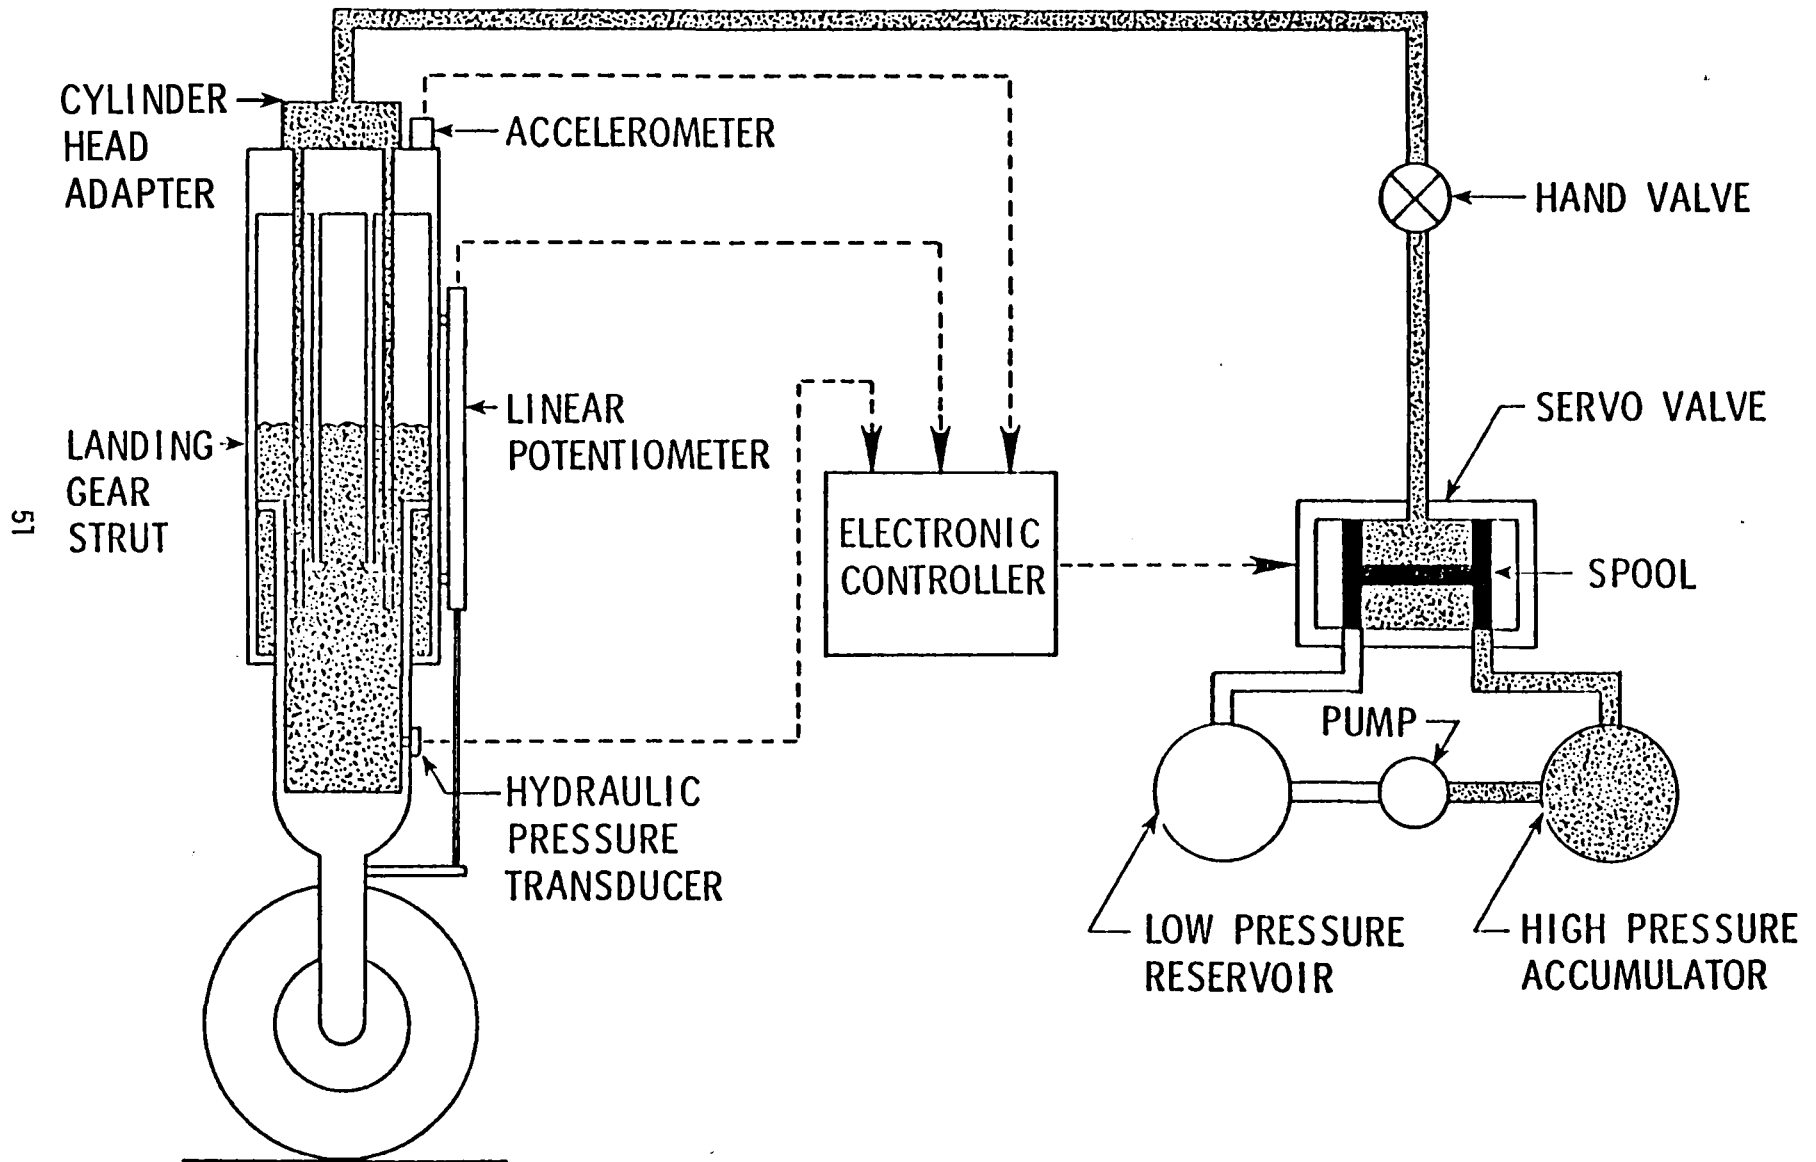 CYLINDER
HEAD
ADAPTER
ACCELEROMETER
HAND VALVE
LINEAR
POTENTIOMETER
SERVO VALVE
LANDING
GEAR
STRUT
51
ELECTRONIC
CONTROLLER
SPOOL
PUMP
HYDRAULIC
PRESSURE
TRANSDUCER
LOW PRESSURE
RESERVOIR
HIGH PRESSURE
ACCUMULATOR